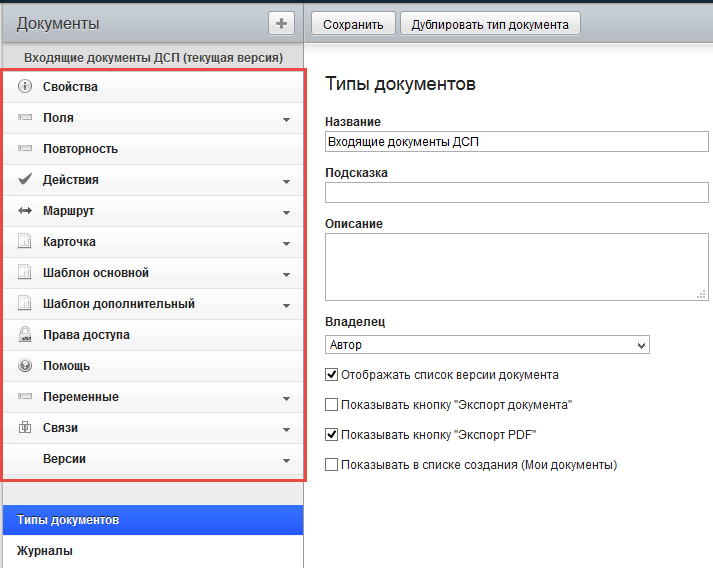 Документы
Входящие документы ДСП (текущая версия)
Свойства
Поля
Повторность
Действия
Маршрут
Карточка
Шаблон основной
Шаблон дополнительный
Права доступа
Помощь
Переменные
Связи
Версии
Типы документов
Журналы
Сохранить
Дублировать тип документа
Типы документов
Название
Входящие документы ДСП
Подсказка
Описание
Владелец
Автор
Отображать список версии документа
Показывать кнопку "Экспорт документа"
Показывать кнопку "Экспорт PDF"
Показывать в списке создания (Мои документы)